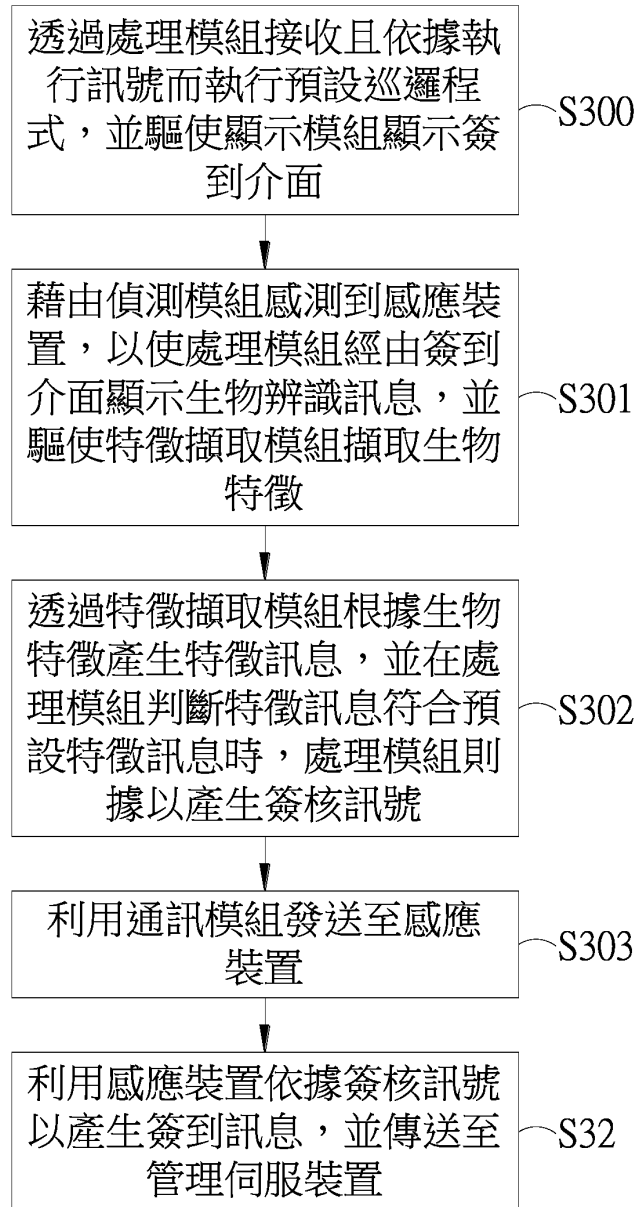 透過處理模組接收且依據執
行訊號而執行預設巡邏程
式，並驅使顯示模組顯示簽
到介面
S300
藉由偵測模組感測到感應裝
置，以使處理模組經由簽到
介面顯示生物辨識訊息，並
驅使特徵擷取模組擷取生物
特徵
S301
透過特徵擷取模組根據生物
特徵產生特徵訊息，並在處
理模組判斷特徵訊息符合預
設特徵訊息時，處理模組則
據以產生簽核訊號
S302
利用通訊模組發送至感應
裝置
S303
利用感應裝置依據簽核訊號
以產生簽到訊息，並傳送至
管理伺服裝置
S32